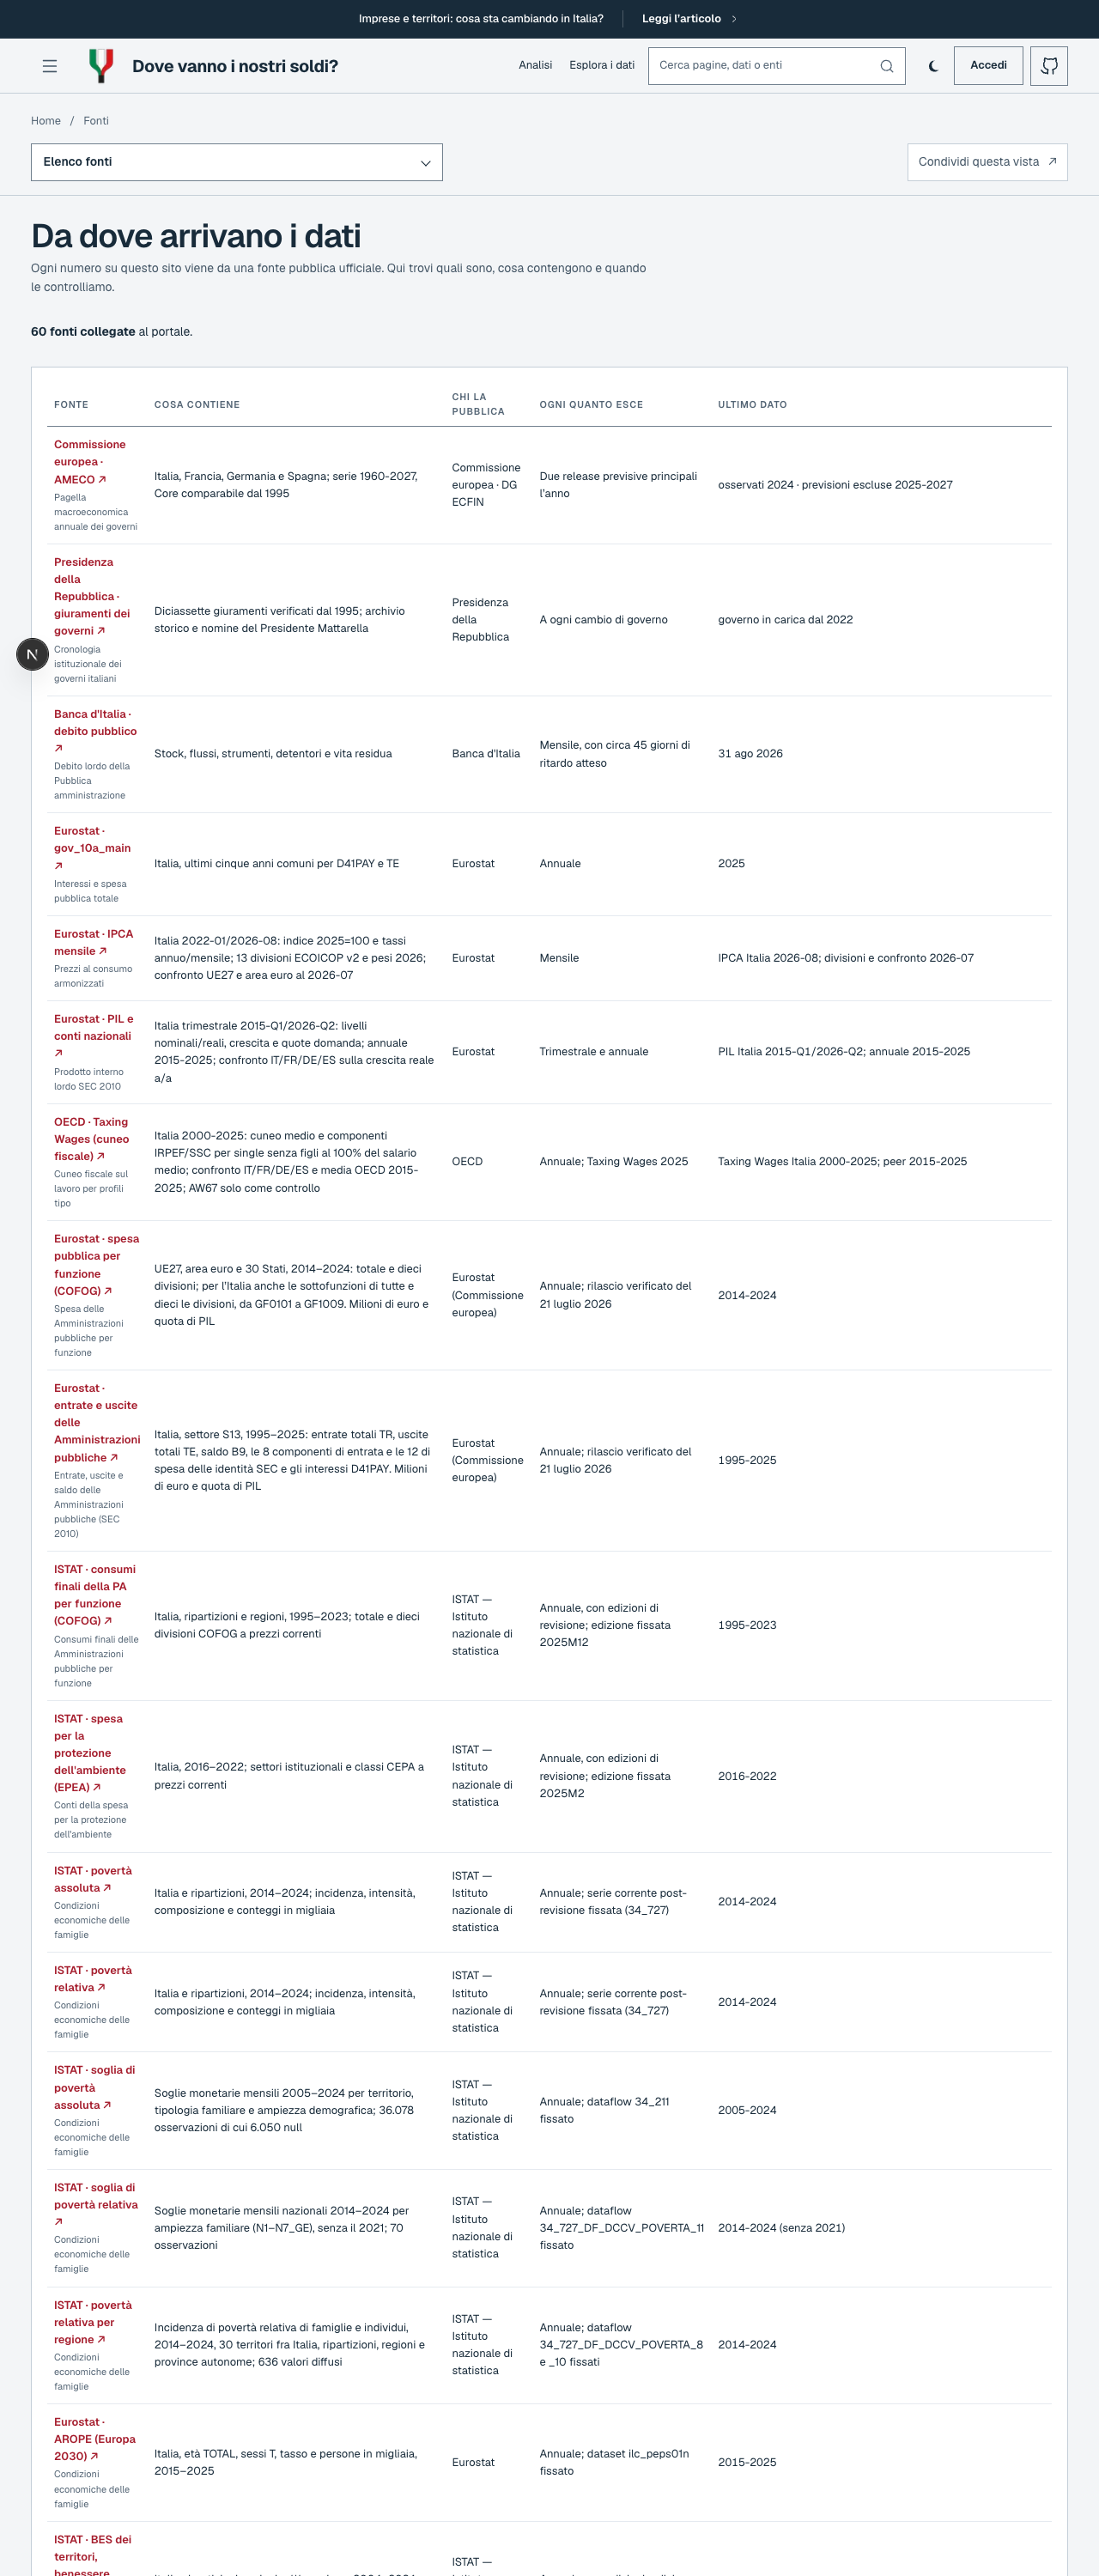 Imprese e territori: cosa sta cambiando in Italia?
Leggi l'articolo
Dove vanno i nostri soldi?
Analisi
Esplora i dati
Cerca pagine, dati o enti
Accedi
Home / Fonti
Elenco fonti
Condividi questa vista ↗
Da dove arrivano i dati
Ogni numero su questo sito viene da una fonte pubblica ufficiale. Qui trovi quali sono, cosa contengono e quando
le controlliamo.
60 fonti collegate al portale.
FONTE
COSA CONTIENE
CHI LA
PUBBLICA
OGNI QUANTO ESCE
ULTIMO DATO
Commissione
europea ·
AMECO ↗
Pagella
macroeconomica
annuale dei governi
Italia, Francia, Germania e Spagna; serie 1960-2027,
Core comparabile dal 1995
Commissione
europea · DG
ECFIN
Due release previsive principali
l'anno
osservati 2024 · previsioni escluse 2025-2027
Presidenza
della
Repubblica ·
giuramenti dei
governi ↗
Cronologia
istituzionale dei
governi italiani
Diciassette giuramenti verificati dal 1995; archivio
storico e nomine del Presidente Mattarella
Presidenza
della
Repubblica
A ogni cambio di governo
governo in carica dal 2022
N
Banca d'Italia ·
debito pubblico
↗
Debito lordo della
Pubblica
amministrazione
Stock, flussi, strumenti, detentori e vita residua
Banca d'Italia
Mensile, con circa 45 giorni di
ritardo atteso
31 ago 2026
Eurostat ·
gov_10a_main
↗
Interessi e spesa
pubblica totale
Italia, ultimi cinque anni comuni per D41PAY e TE
Eurostat
Annuale
2025
Eurostat · IPCA
mensile ↗
Prezzi al consumo
armonizzati
Italia 2022-01/2026-08: indice 2025=100 e tassi
annuo/mensile; 13 divisioni ECOICOP v2 e pesi 2026;
confronto UE27 e area euro al 2026-07
Eurostat
Mensile
IPCA Italia 2026-08; divisioni e confronto 2026-07
Eurostat · PIL e
conti nazionali
↗
Prodotto interno
lordo SEC 2010
Italia trimestrale 2015-Q1/2026-Q2: livelli
nominali/reali, crescita e quote domanda; annuale
2015-2025; confronto IT/FR/DE/ES sulla crescita reale
a/a
Eurostat
Trimestrale e annuale
PIL Italia 2015-Q1/2026-Q2; annuale 2015-2025
OECD · Taxing
Wages (cuneo
fiscale) ↗
Cuneo fiscale sul
lavoro per profili
tipo
Italia 2000-2025: cuneo medio e componenti
IRPEF/SSC per single senza figli al 100% del salario
medio; confronto IT/FR/DE/ES e media OECD 2015-
2025; AW67 solo come controllo
OECD
Annuale; Taxing Wages 2025
Taxing Wages Italia 2000-2025; peer 2015-2025
Eurostat · spesa
pubblica per
funzione
(COFOG) ↗
Spesa delle
Amministrazioni
pubbliche per
funzione
UE27, area euro e 30 Stati, 2014–2024: totale e dieci
divisioni; per l'Italia anche le sottofunzioni di tutte e
dieci le divisioni, da GF0101 a GF1009. Milioni di euro e
quota di PIL
Eurostat
(Commissione
europea)
Annuale; rilascio verificato del
21 luglio 2026
2014-2024
Eurostat ·
entrate e uscite
delle
Amministrazioni
pubbliche ↗
Entrate, uscite e
saldo delle
Amministrazioni
pubbliche (SEC
2010)
Italia, settore S13, 1995–2025: entrate totali TR, uscite
totali TE, saldo B9, le 8 componenti di entrata e le 12 di
spesa delle identità SEC e gli interessi D41PAY. Milioni
di euro e quota di PIL
Eurostat
(Commissione
europea)
Annuale; rilascio verificato del
21 luglio 2026
1995-2025
ISTAT · consumi
finali della PA
per funzione
(COFOG) ↗
Consumi finali delle
Amministrazioni
pubbliche per
funzione
Italia, ripartizioni e regioni, 1995–2023; totale e dieci
divisioni COFOG a prezzi correnti
ISTAT —
Istituto
nazionale di
statistica
Annuale, con edizioni di
revisione; edizione fissata
2025M12
1995-2023
ISTAT · spesa
per la
protezione
dell'ambiente
(EPEA) ↗
Conti della spesa
per la protezione
dell'ambiente
Italia, 2016–2022; settori istituzionali e classi CEPA a
prezzi correnti
ISTAT —
Istituto
nazionale di
statistica
Annuale, con edizioni di
revisione; edizione fissata
2025M2
2016-2022
ISTAT · povertà
assoluta ↗
Condizioni
economiche delle
famiglie
Italia e ripartizioni, 2014–2024; incidenza, intensità,
composizione e conteggi in migliaia
ISTAT —
Istituto
nazionale di
statistica
Annuale; serie corrente post-
revisione fissata (34_727)
2014-2024
ISTAT · povertà
relativa ↗
Condizioni
economiche delle
famiglie
Italia e ripartizioni, 2014–2024; incidenza, intensità,
composizione e conteggi in migliaia
ISTAT —
Istituto
nazionale di
statistica
Annuale; serie corrente post-
revisione fissata (34_727)
2014-2024
ISTAT · soglia di
povertà
assoluta ↗
Condizioni
economiche delle
famiglie
Soglie monetarie mensili 2005–2024 per territorio,
tipologia familiare e ampiezza demografica; 36.078
osservazioni di cui 6.050 null
ISTAT —
Istituto
nazionale di
statistica
Annuale; dataflow 34_211
fissato
2005-2024
ISTAT · soglia di
povertà relativa
↗
Condizioni
economiche delle
famiglie
Soglie monetarie mensili nazionali 2014–2024 per
ampiezza familiare (N1–N7_GE), senza il 2021; 70
osservazioni
ISTAT —
Istituto
nazionale di
statistica
Annuale; dataflow
34_727_DF_DCCV_POVERTA_11
fissato
2014-2024 (senza 2021)
ISTAT · povertà
relativa per
regione ↗
Condizioni
economiche delle
famiglie
Incidenza di povertà relativa di famiglie e individui,
2014–2024, 30 territori fra Italia, ripartizioni, regioni e
province autonome; 636 valori diffusi
ISTAT —
Istituto
nazionale di
statistica
Annuale; dataflow
34_727_DF_DCCV_POVERTA_8
e _10 fissati
2014-2024
Eurostat ·
AROPE (Europa
2030) ↗
Condizioni
economiche delle
famiglie
Italia, età TOTAL, sessi T, tasso e persone in migliaia,
2015–2025
Eurostat
Annuale; dataset ilc_peps01n
fissato
2015-2025
ISTAT · BES dei
territori,
benessere
ISTAT —